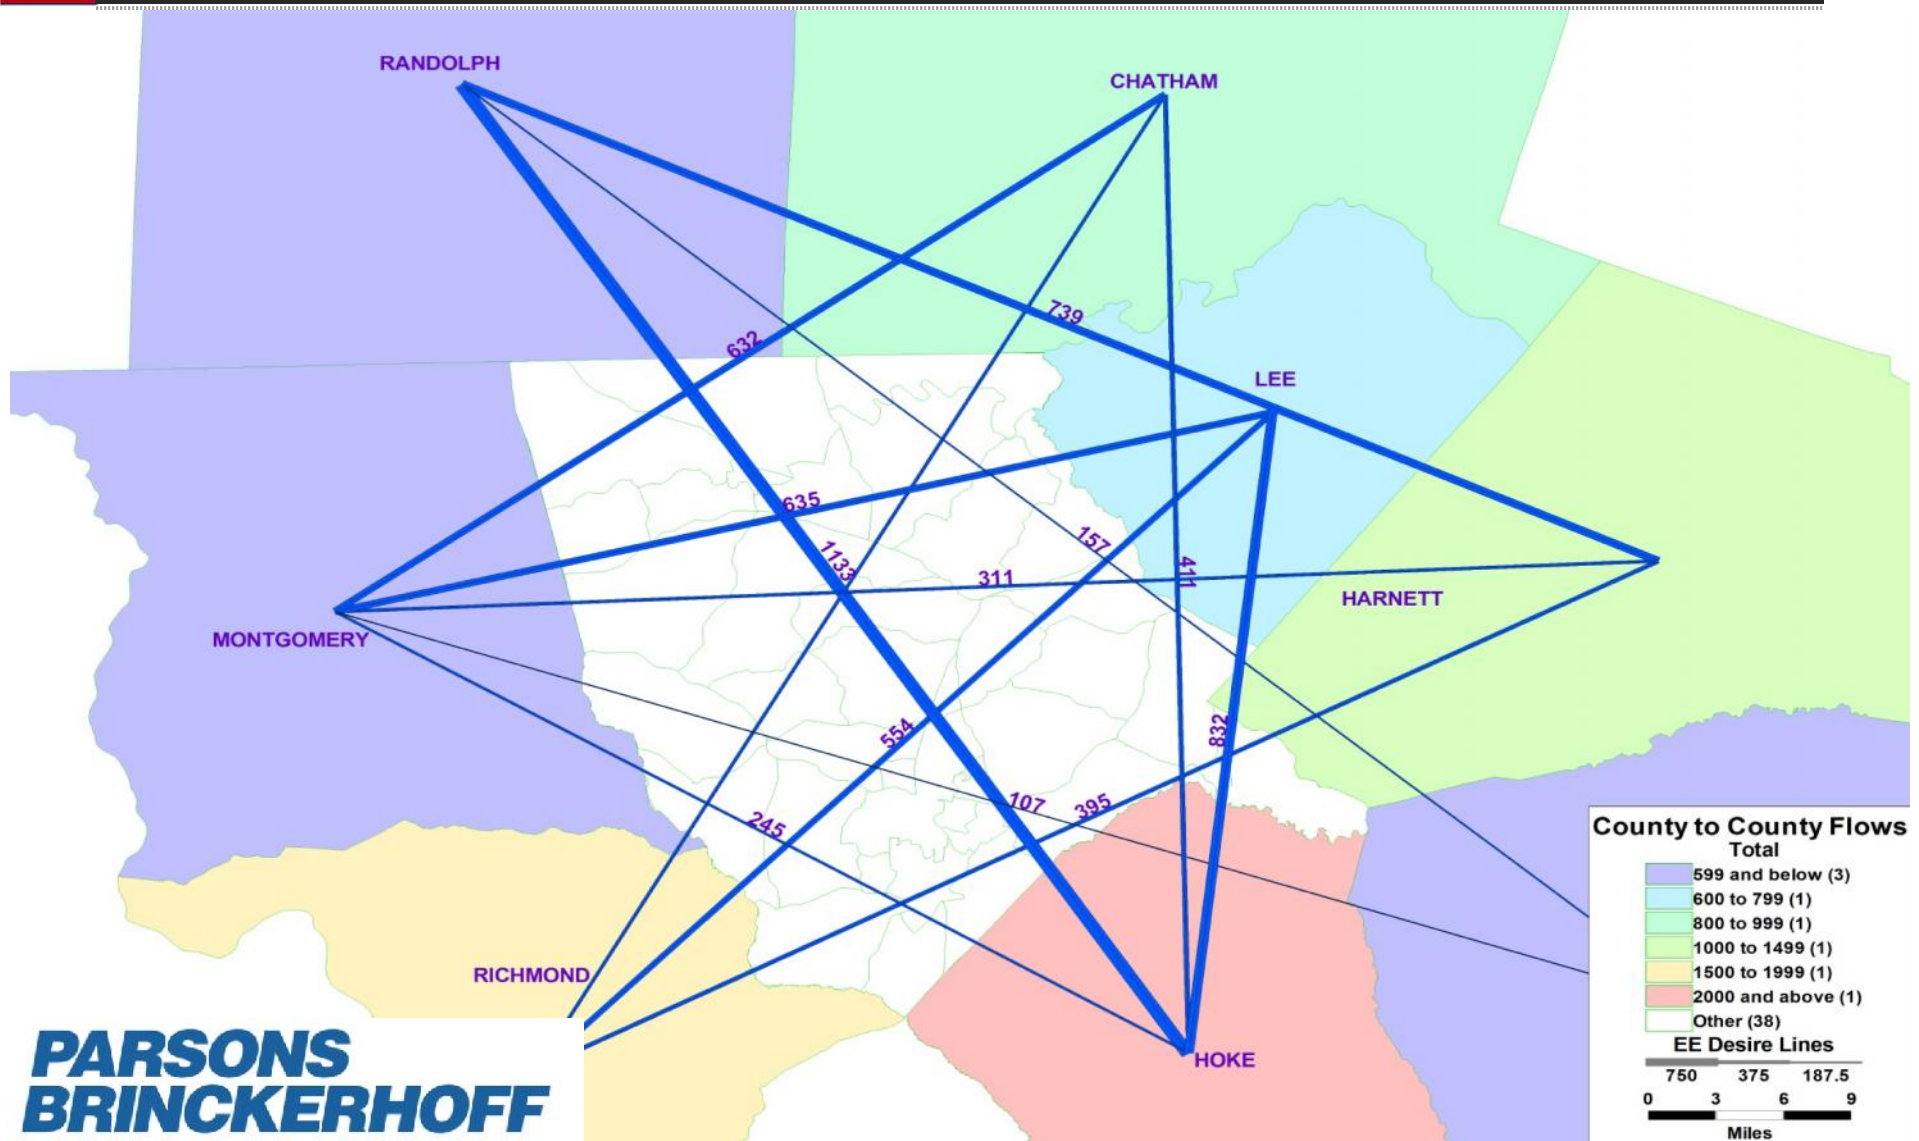 RANDOLPH
CHATHAM
739
632
LEE
635
1133
157
311
411
HARNETT
MONTGOMERY
554
832
107
395
245
RICHMOND
HOKE
PARSONS
BRINCKERHOFF
County to County Flows
Total
599 and below (3)
600 to 799 (1)
800 to 999 (1)
1000 to 1499 (1)
1500 to 1999 (1)
2000 and above (1)
Other (38)
EE Desire Lines
750 375 187.5
0 3 6 9
Miles